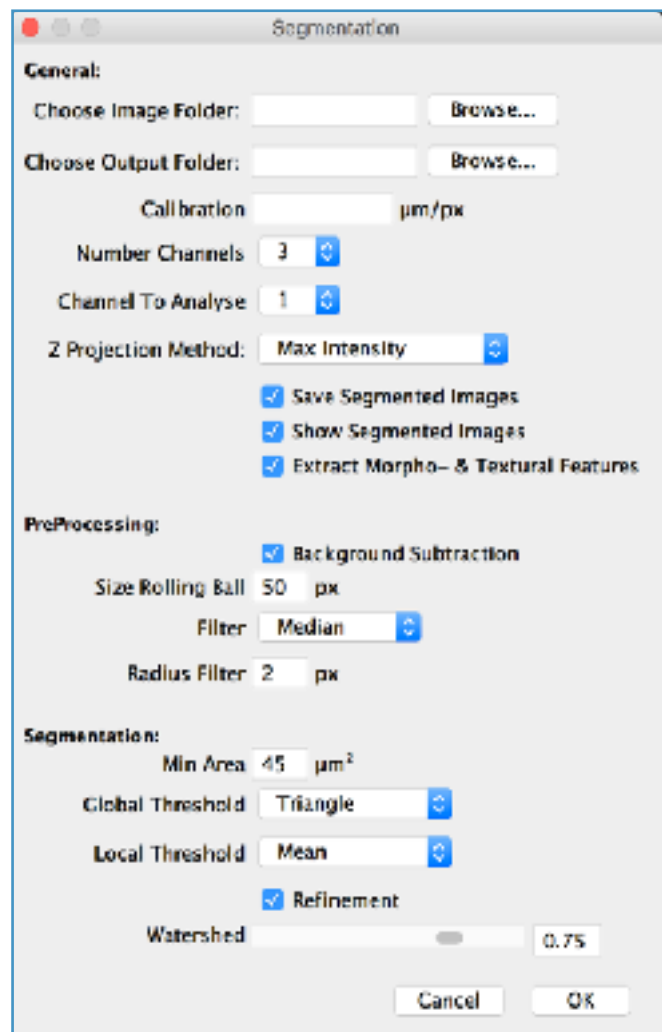 Segmentation
General:
Choose Image Folder: Browse...
Choose Output Folder: Browse...
Calibration µm/px
Number Channels 3
Channel To Analyse 1
Z Projection Method: Max Intensity
Save Segmented Images
Show Segmented Images
Extract Morpho- & Textural Features
PreProcessing:
Background Subtraction
Size Rolling Ball 50 px
Filter Median
Radius Filter 2 px
Segmentation:
Min Area 45 µm²
Global Threshold Triangle
Local Threshold Mean
Refinement
Watershed 0.75
Cancel OK